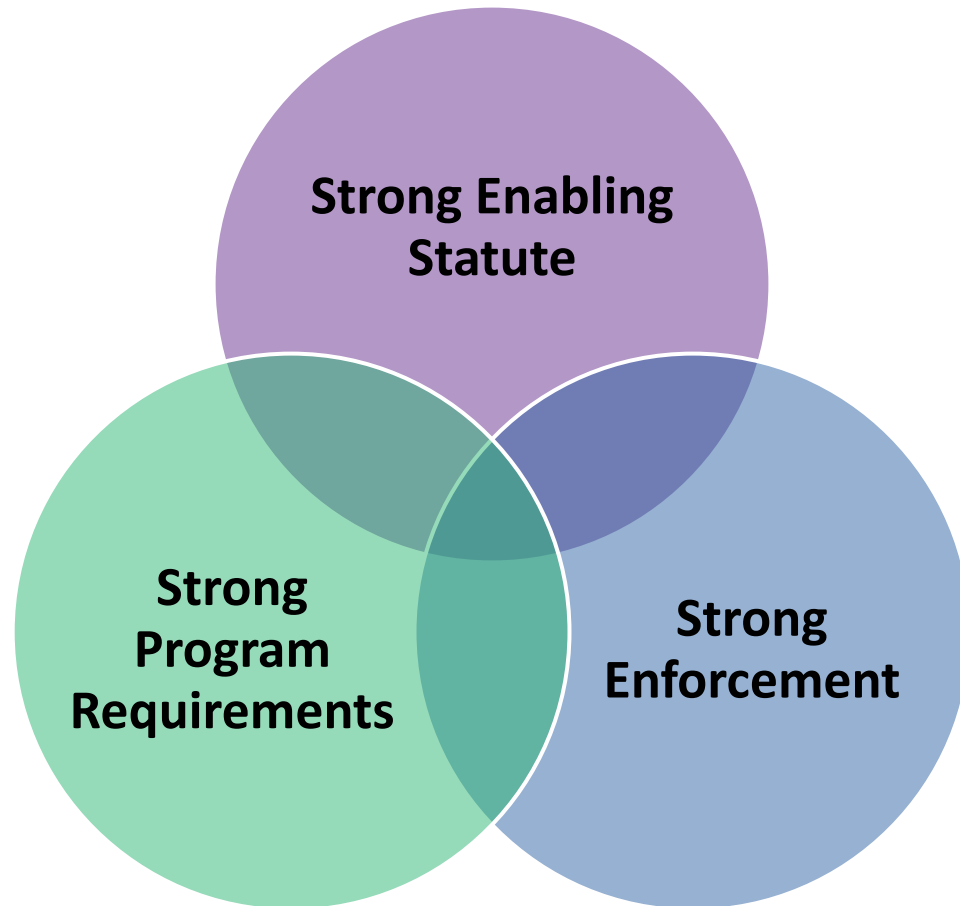 Strong Enabling
Statute
Strong
Program
Requirements
Strong
Enforcement